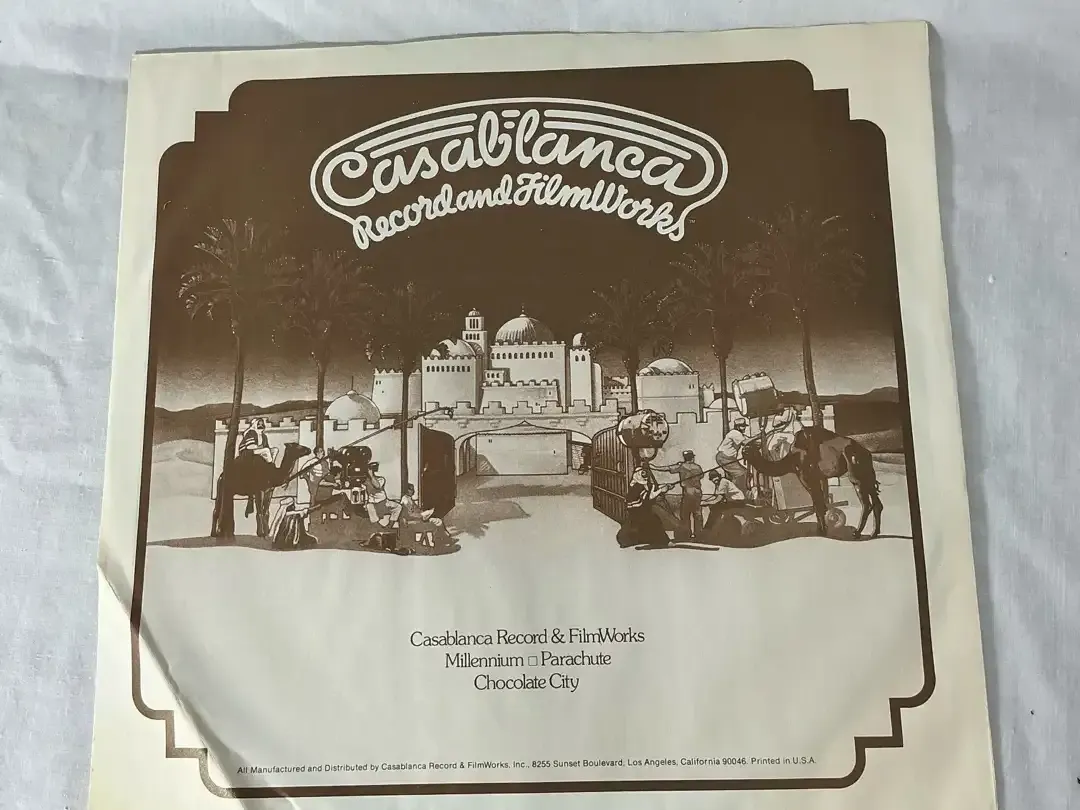 Casablanca
Record and FilmWorks
Casablanca Record & FilmWorks
Millennium □ Parachute
Chocolate City
All Manufactured and Distributed by Casablanca Record & FilmWorks, Inc., 8255 Sunset Boulevard, Los Angeles, California 90046. Printed in U.S.A.